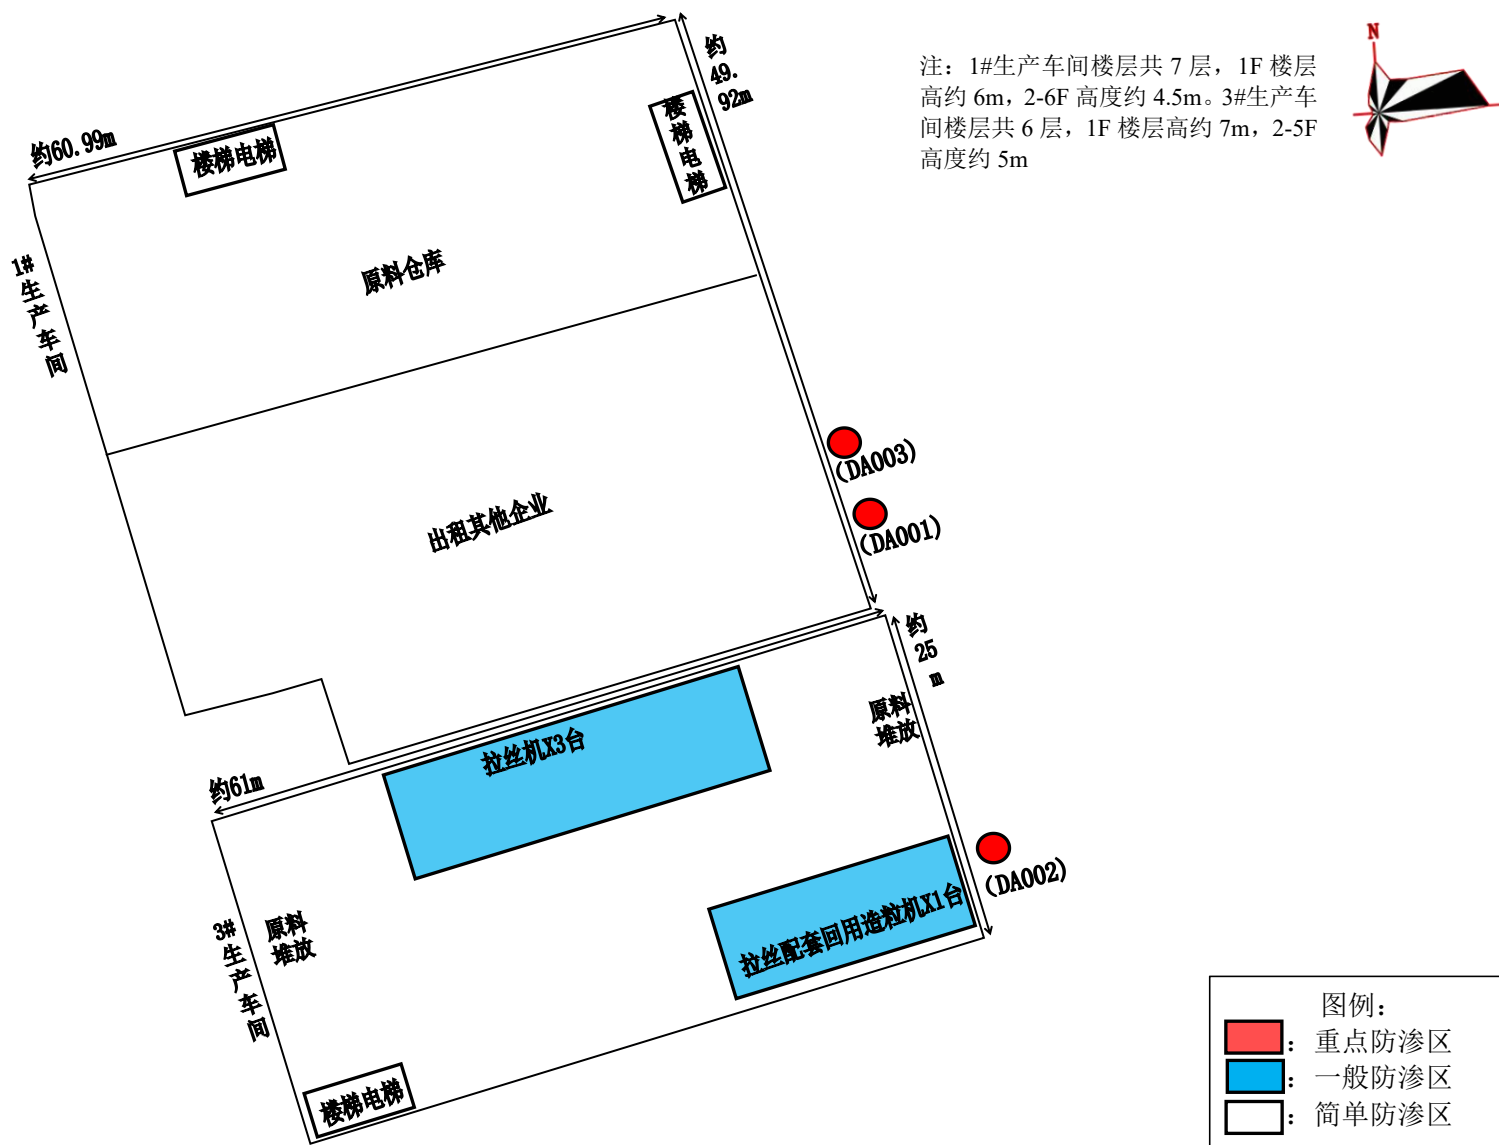 注：1#生产车间楼层共 7 层，1F 楼层
高约 6m，2-6F 高度约 4.5m。3#生产车
间楼层共 6 层，1F 楼层高约 7m，2-5F
高度约 5m
N
约60.99m
约
49.
92m
楼梯电梯
楼梯电梯
1#生产车间
原料仓库
出租其他企业
(DA003)
(DA001)
约61m
约
25
m
拉丝机X3台
原料
堆放
3#生产车间
原料
堆放
拉丝配套回用造粒机X1台
(DA002)
楼梯电梯
图例：
：重点防渗区
：一般防渗区
：简单防渗区